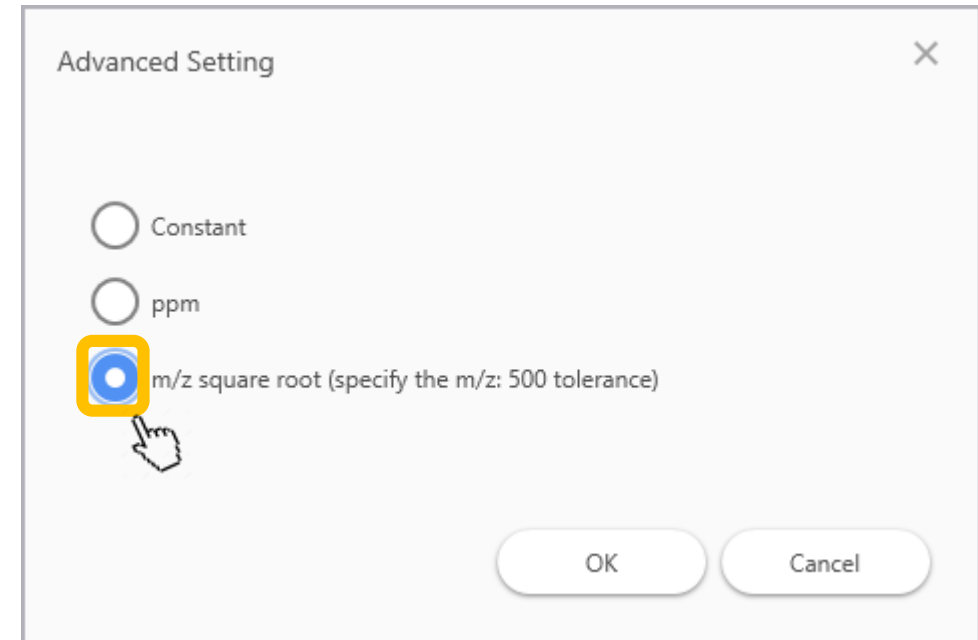 Advanced Setting
Constant
ppm
m/z square root (specify the m/z: 500 tolerance)
OK
Cancel